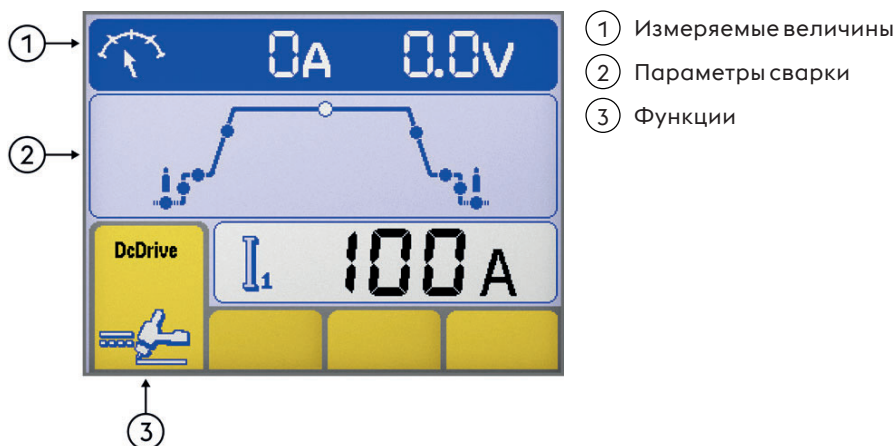 1
0A 0.0V
1 Измеряемые величины
2 Параметры сварки
3 Функции
2
DcDrive
I1 100A
3